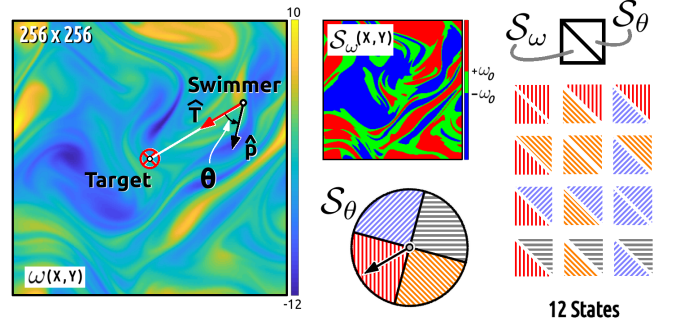 256 x 256
10
Swimmer
T̂
p̂
θ
Target
ω(X,Y)
-12
𝒮ω(X,Y)
+ω₀
-ω₀
𝒮θ
𝒮ω
𝒮θ
12 States